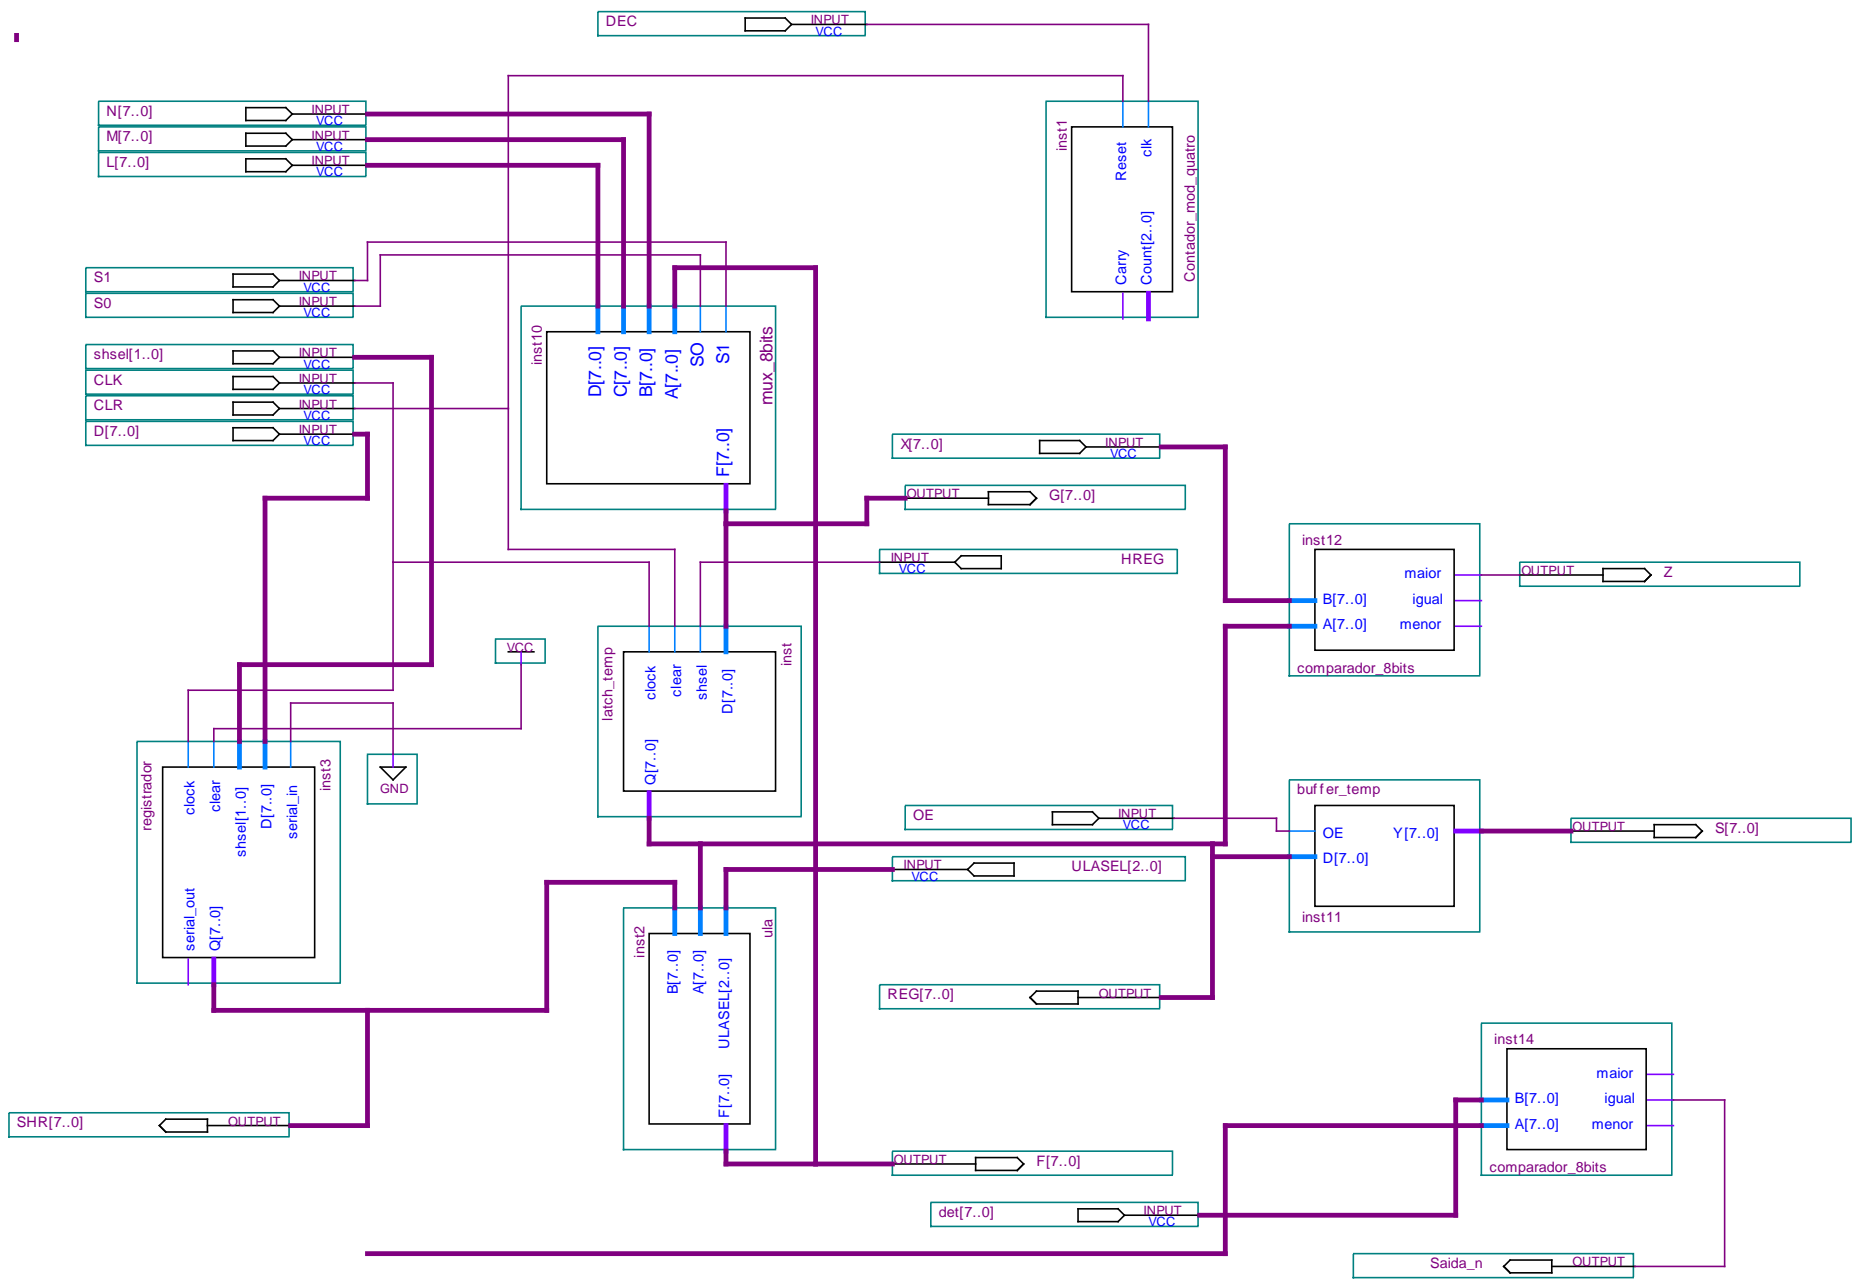 DEC INPUT VCC
N[7..0] INPUT VCC
M[7..0] INPUT VCC
L[7..0] INPUT VCC
inst1
Reset
clk
Carry
Count[2..0]
Contador_mod_quatro
S1 INPUT VCC
S0 INPUT VCC
shsel[1..0] INPUT VCC
CLK INPUT VCC
CLR INPUT VCC
D[7..0] INPUT VCC
inst10
D[7..0]
C[7..0]
B[7..0]
A[7..0]
SO
S1
F[7..0]
mux_8bits
X[7..0] INPUT VCC
OUTPUT G[7..0]
INPUT VCC HREG
inst12
maior
B[7..0] igual
A[7..0] menor
comparador_8bits
OUTPUT Z
VCC
latch_temp
clock
clear
shsel
D[7..0]
Q[7..0]
inst
registrador
clock
clear
shsel[1..0]
D[7..0]
serial_in
serial_out
Q[7..0]
inst3
GND
OE INPUT VCC
buffer_temp
OE Y[7..0]
D[7..0]
inst11
OUTPUT S[7..0]
INPUT VCC ULASEL[2..0]
inst2
B[7..0]
A[7..0]
ULASEL[2..0]
F[7..0]
ula
REG[7..0] OUTPUT
inst14
maior
B[7..0] igual
A[7..0] menor
comparador_8bits
SHR[7..0] OUTPUT
OUTPUT F[7..0]
det[7..0] INPUT VCC
Saida_n OUTPUT